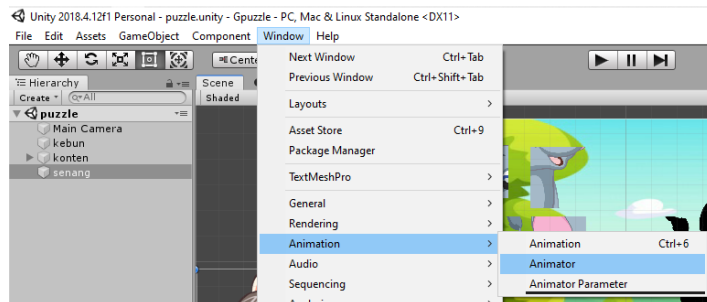 Unity 2018.4.12f1 Personal - puzzle.unity - Gpuzzle - PC, Mac & Linux Standalone <DX11>
File Edit Assets GameObject Component Window Help
Cente
Hierarchy
Create
All
Scene
Shaded
puzzle
Main Camera
kebun
konten
senang
Next Window Ctrl+Tab
Previous Window Ctrl+Shift+Tab
Layouts
Asset Store Ctrl+9
Package Manager
TextMeshPro
General
Rendering
Animation
Audio
Sequencing
Animation Ctrl+6
Animator
Animator Parameter